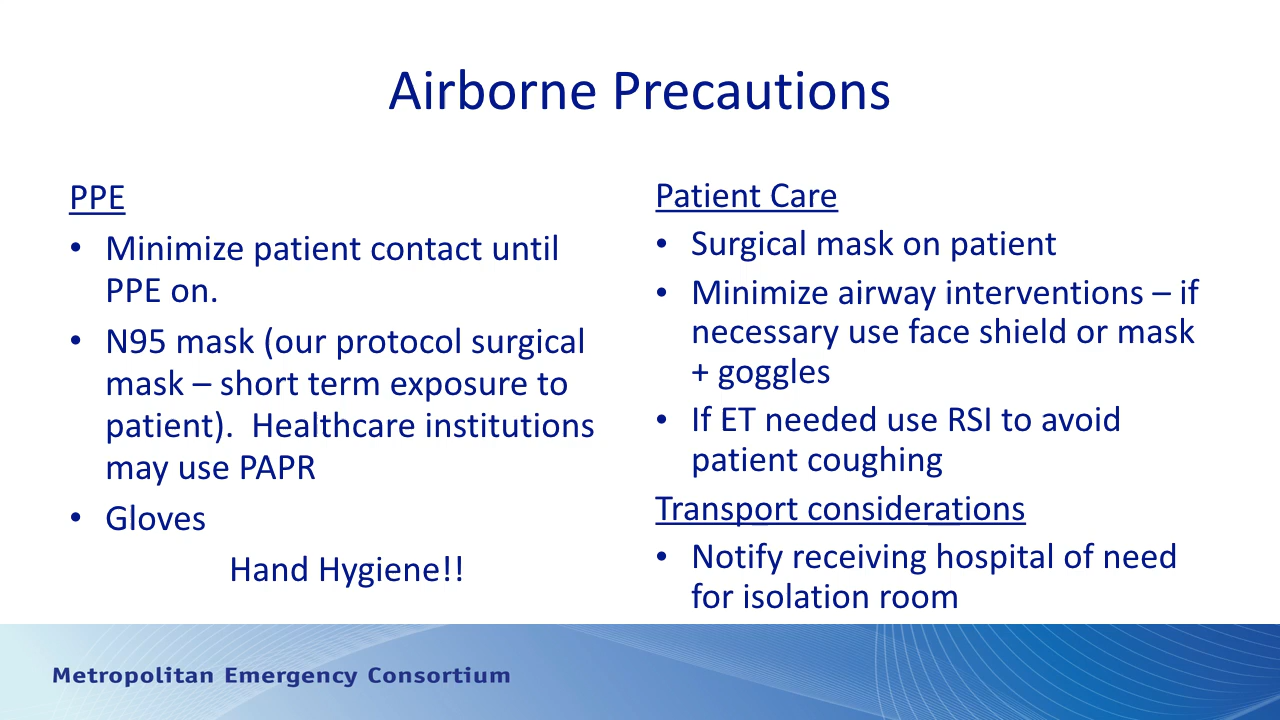 Airborne Precautions
PPE
• Minimize patient contact until
PPE on.
• N95 mask (our protocol surgical
mask – short term exposure to
patient).  Healthcare institutions
may use PAPR
• Gloves
Hand Hygiene!!
Patient Care
• Surgical mask on patient
• Minimize airway interventions – if
necessary use face shield or mask
+ goggles
• If ET needed use RSI to avoid
patient coughing
Transport considerations
• Notify receiving hospital of need
for isolation room
Metropolitan Emergency Consortium